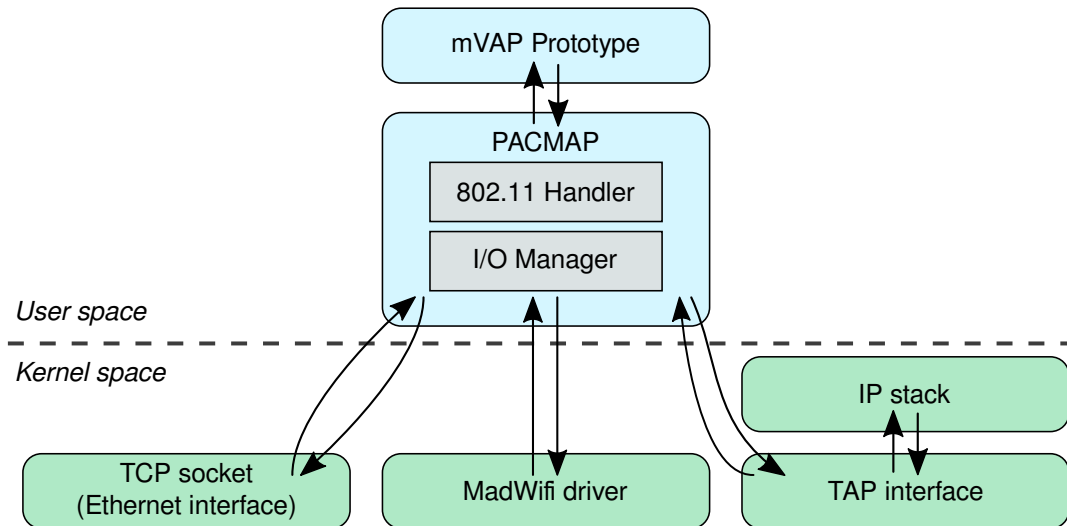 mVAP Prototype
PACMAP
802.11 Handler
I/O Manager
User space
Kernel space
IP stack
TCP socket
(Ethernet interface)
MadWifi driver
TAP interface